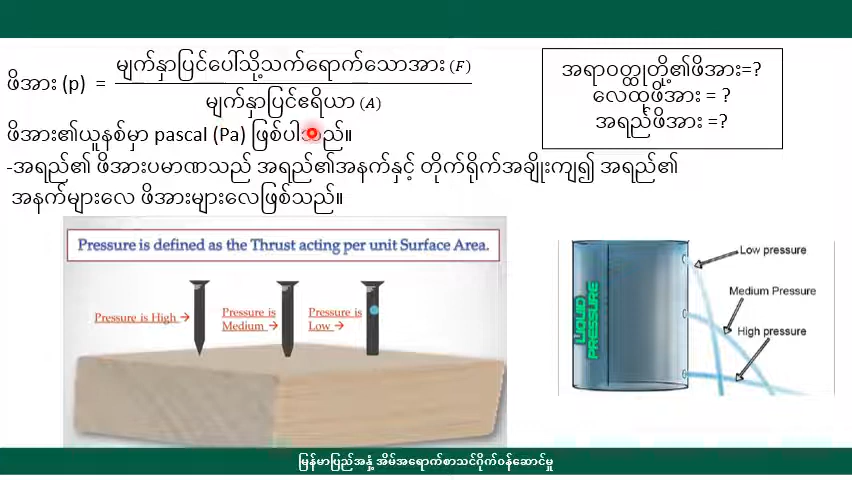 ဖိအား (p) = မျက်နှာပြင်ပေါ်သို့သက်ရောက်သောအား (F)
မျက်နှာပြင်ဧရိယာ (A)
ဖိအား၏ယူနစ်မှာ pascal (Pa) ဖြစ်ပါသည်။
-အရည်၏ ဖိအားပမာဏသည် အရည်၏အနက်နှင့် တိုက်ရိုက်အချိုးကျ၍ အရည်၏
အနက်များလေ ဖိအားများလေဖြစ်သည်။
အရာဝတ္ထုတို့၏ဖိအား=?
လေထုဖိအား = ?
အရည်ဖိအား =?
Pressure is defined as the Thrust acting per unit Surface Area.
Pressure is High →
Pressure is
Medium →
Pressure is
Low →
LIQUID
PRESSURE
Low pressure
Medium Pressure
High pressure
မြန်မာပြည်အနှံ့ အိမ်အရောက်စာသင်ဝိုက်ဝန်ဆောင်မှု